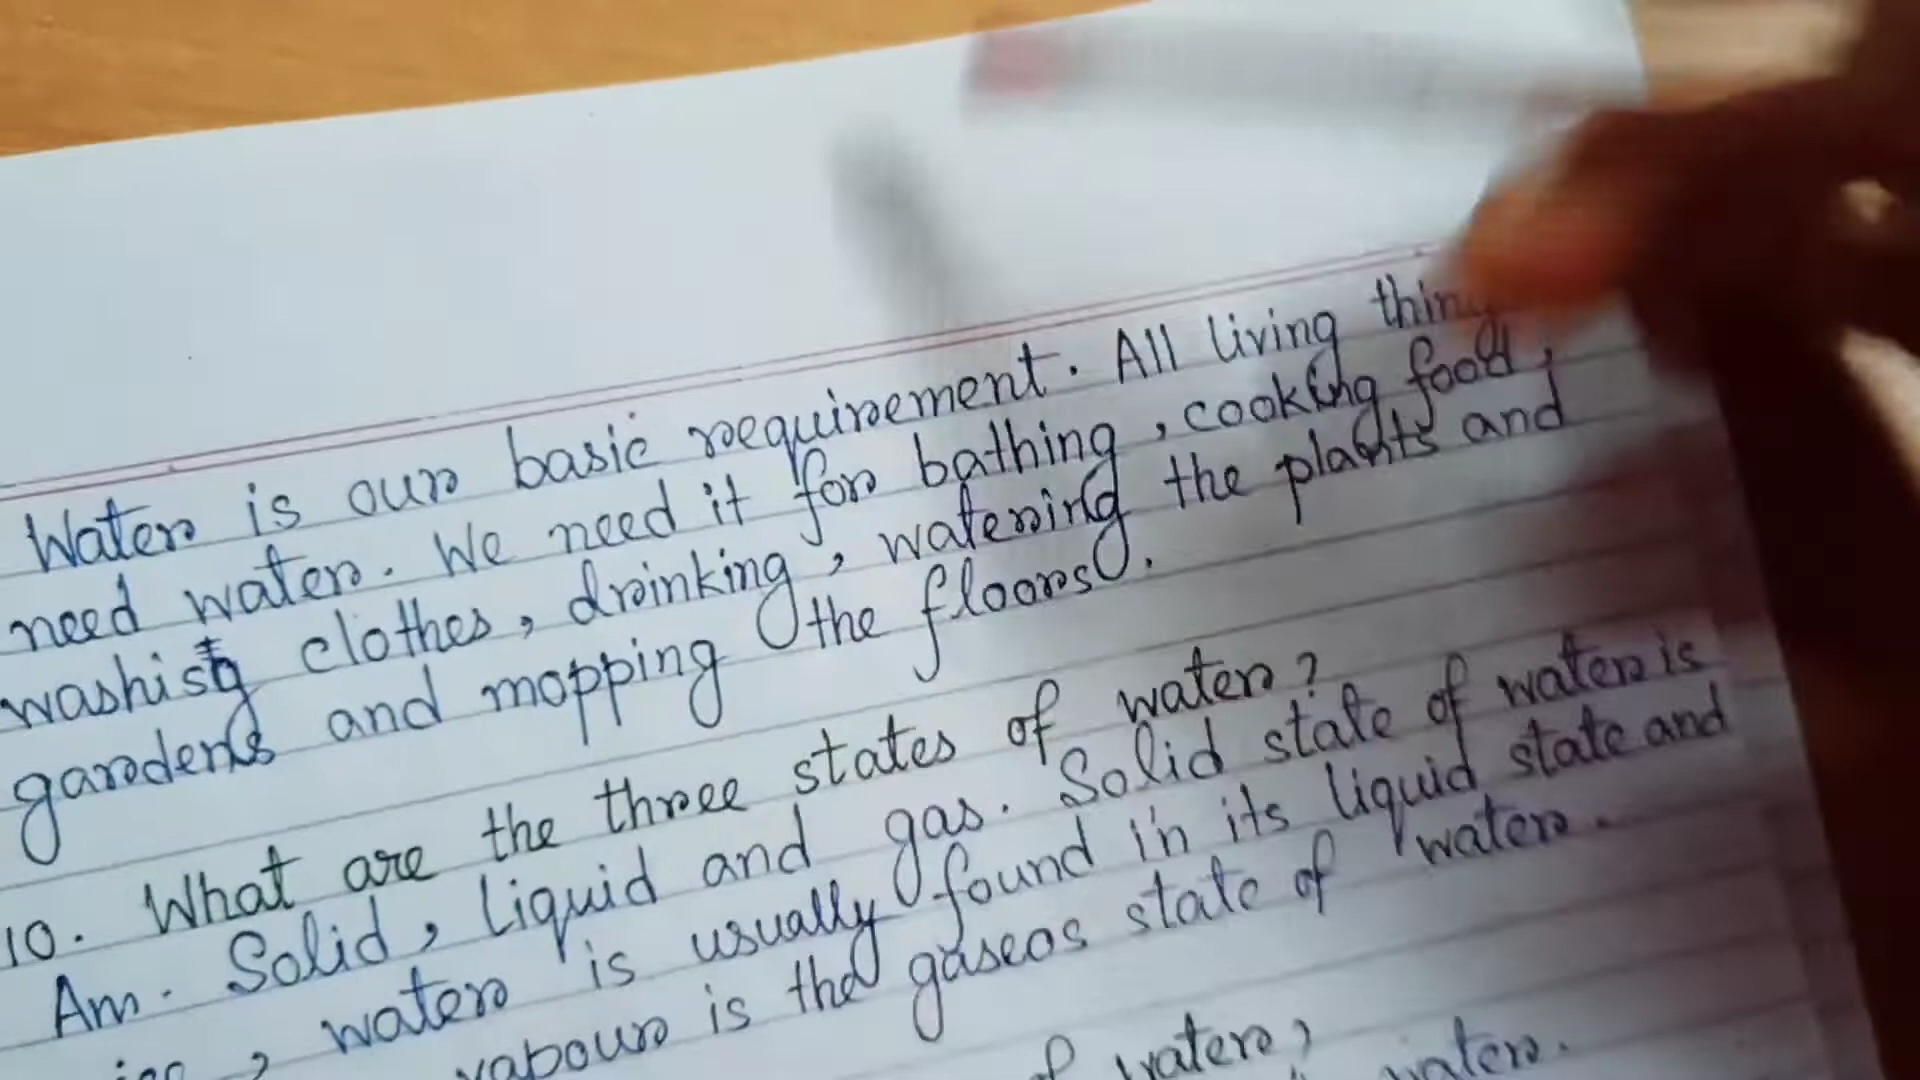 Water is our basic requirement. All living
need water. We need it for bathing, cooking food,
washing clothes, drinking, watering the plants and
gardens and mopping the floors.
10. What are the three states of water?
Ans. Solid, liquid and gas. Solid state of water is
, water is usually found in its liquid state and
vapour is the gaseos state of water.
of water?
water.